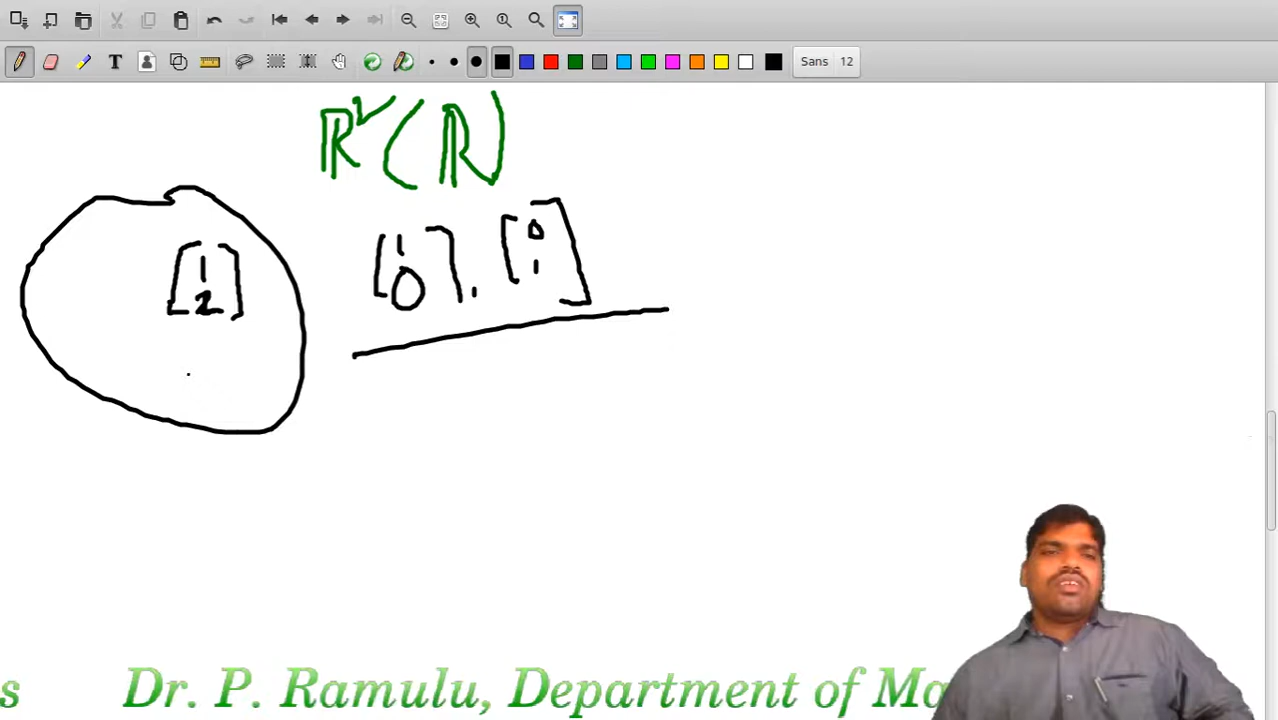 T Sans 12
ℝ² (ℝ)
[1 2] [1 0], [0 1]
s Dr. P. Ramulu, Department of Ma